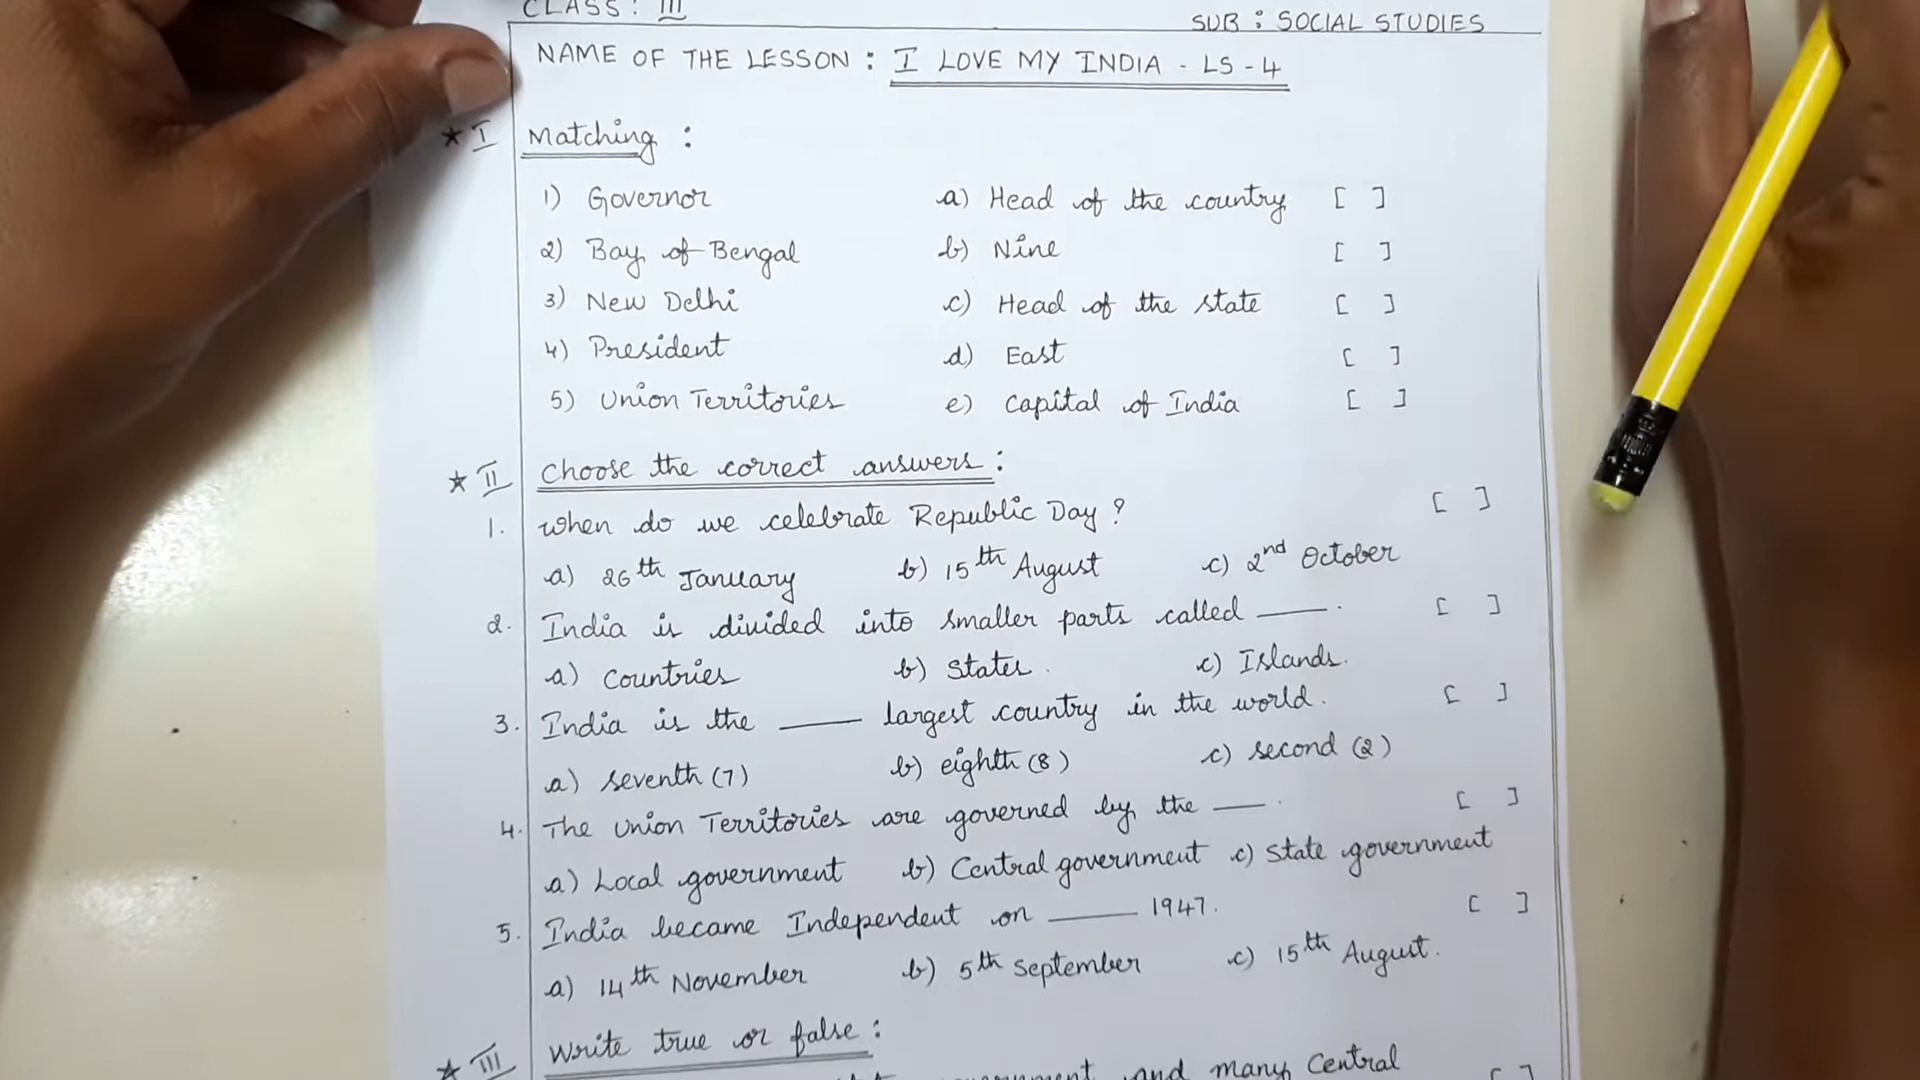 CLASS : III
SUB : SOCIAL STUDIES
NAME OF THE LESSON : I LOVE MY INDIA - LS - 4
★ I Matching :
1) Governor a) Head of the country [ ]
2) Bay of Bengal b) Nine [ ]
3) New Delhi c) Head of the state [ ]
4) President d) East [ ]
5) Union Territories e) Capital of India [ ]
★ II Choose the correct answers :
1. When do we celebrate Republic Day ? [ ]
a) 26th January b) 15th August c) 2nd October
2. India is divided into smaller parts called ____ . [ ]
a) Countries b) States . c) Islands.
3. India is the ____ largest country in the world. [ ]
a) seventh (7) b) eighth (8) c) second (2)
4. The Union Territories are governed by the ____ . [ ]
a) Local government b) Central government c) State government
5. India became Independent on ____ 1947. [ ]
a) 14th November b) 5th September c) 15th August.
★ III Write true or false :
and many Central [ ]